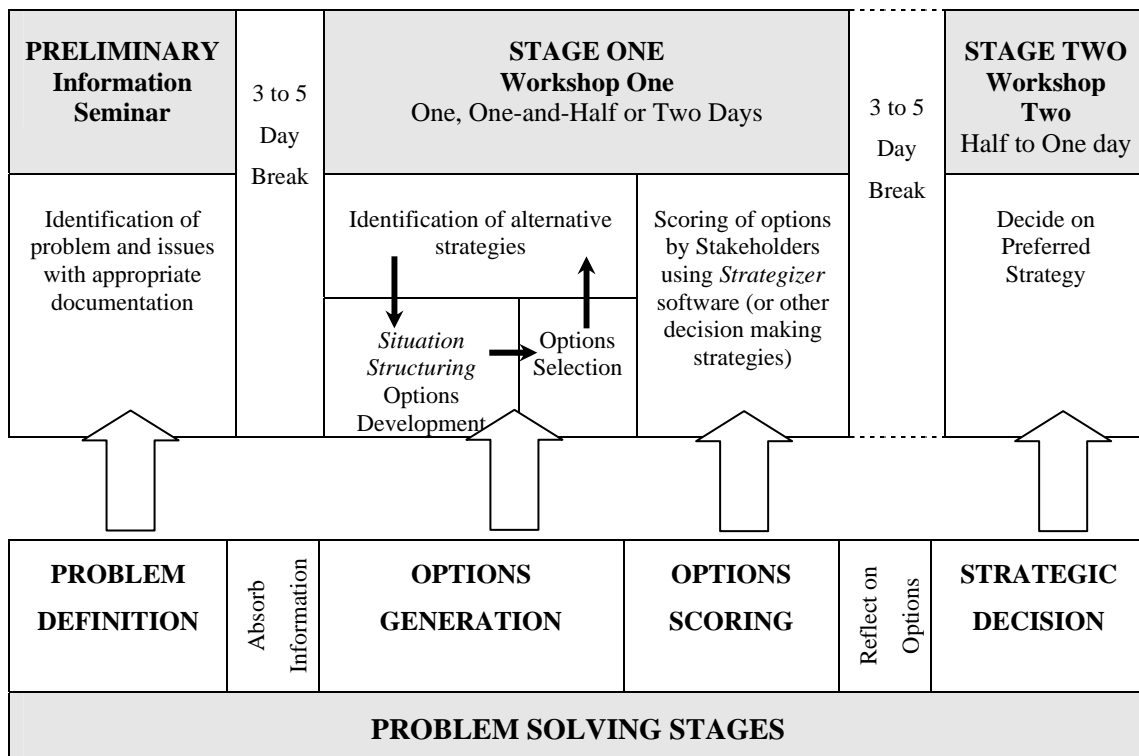 PRELIMINARY
Information
Seminar
3 to 5
Day
Break
STAGE ONE
Workshop One
One, One-and-Half or Two Days
3 to 5
Day
Break
STAGE TWO
Workshop
Two
Half to One day
Identification of
problem and issues
with appropriate
documentation
Identification of alternative
strategies
Situation
Structuring
Options
Development
Options
Selection
Scoring of options
by Stakeholders
using Strategizer
software (or other
decision making
strategies)
Decide on
Preferred
Strategy
PROBLEM
DEFINITION
Absorb
Information
OPTIONS
GENERATION
OPTIONS
SCORING
Reflect on
Options
STRATEGIC
DECISION
PROBLEM SOLVING STAGES